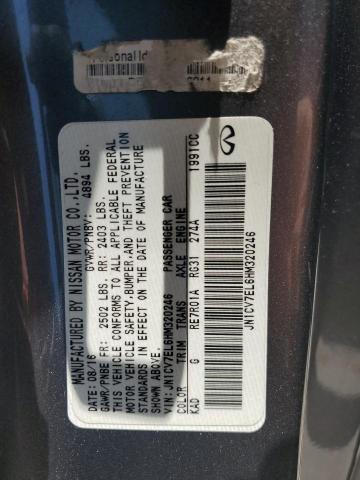 MANUFACTURED BY NISSAN MOTOR CO.,LTD.
DATE: 08/16 GVWR/PNBV: 4894 LBS.
GAWR/PNBE FR: 2502 LBS. RR: 2403 LBS.
THIS VEHICLE CONFORMS TO ALL APPLICABLE FEDERAL
MOTOR VEHICLE SAFETY,BUMPER,AND THEFT PREVENTION
STANDARDS IN EFFECT ON THE DATE OF MANUFACTURE
VIN: JN1CV7EL6HM320246 PASSENGER CAR
COLOR TRIM TRANS AXLE ENGINE
KAD G RE7R01A RG31 274A 1991CC
JN1CV7EL6HM320246